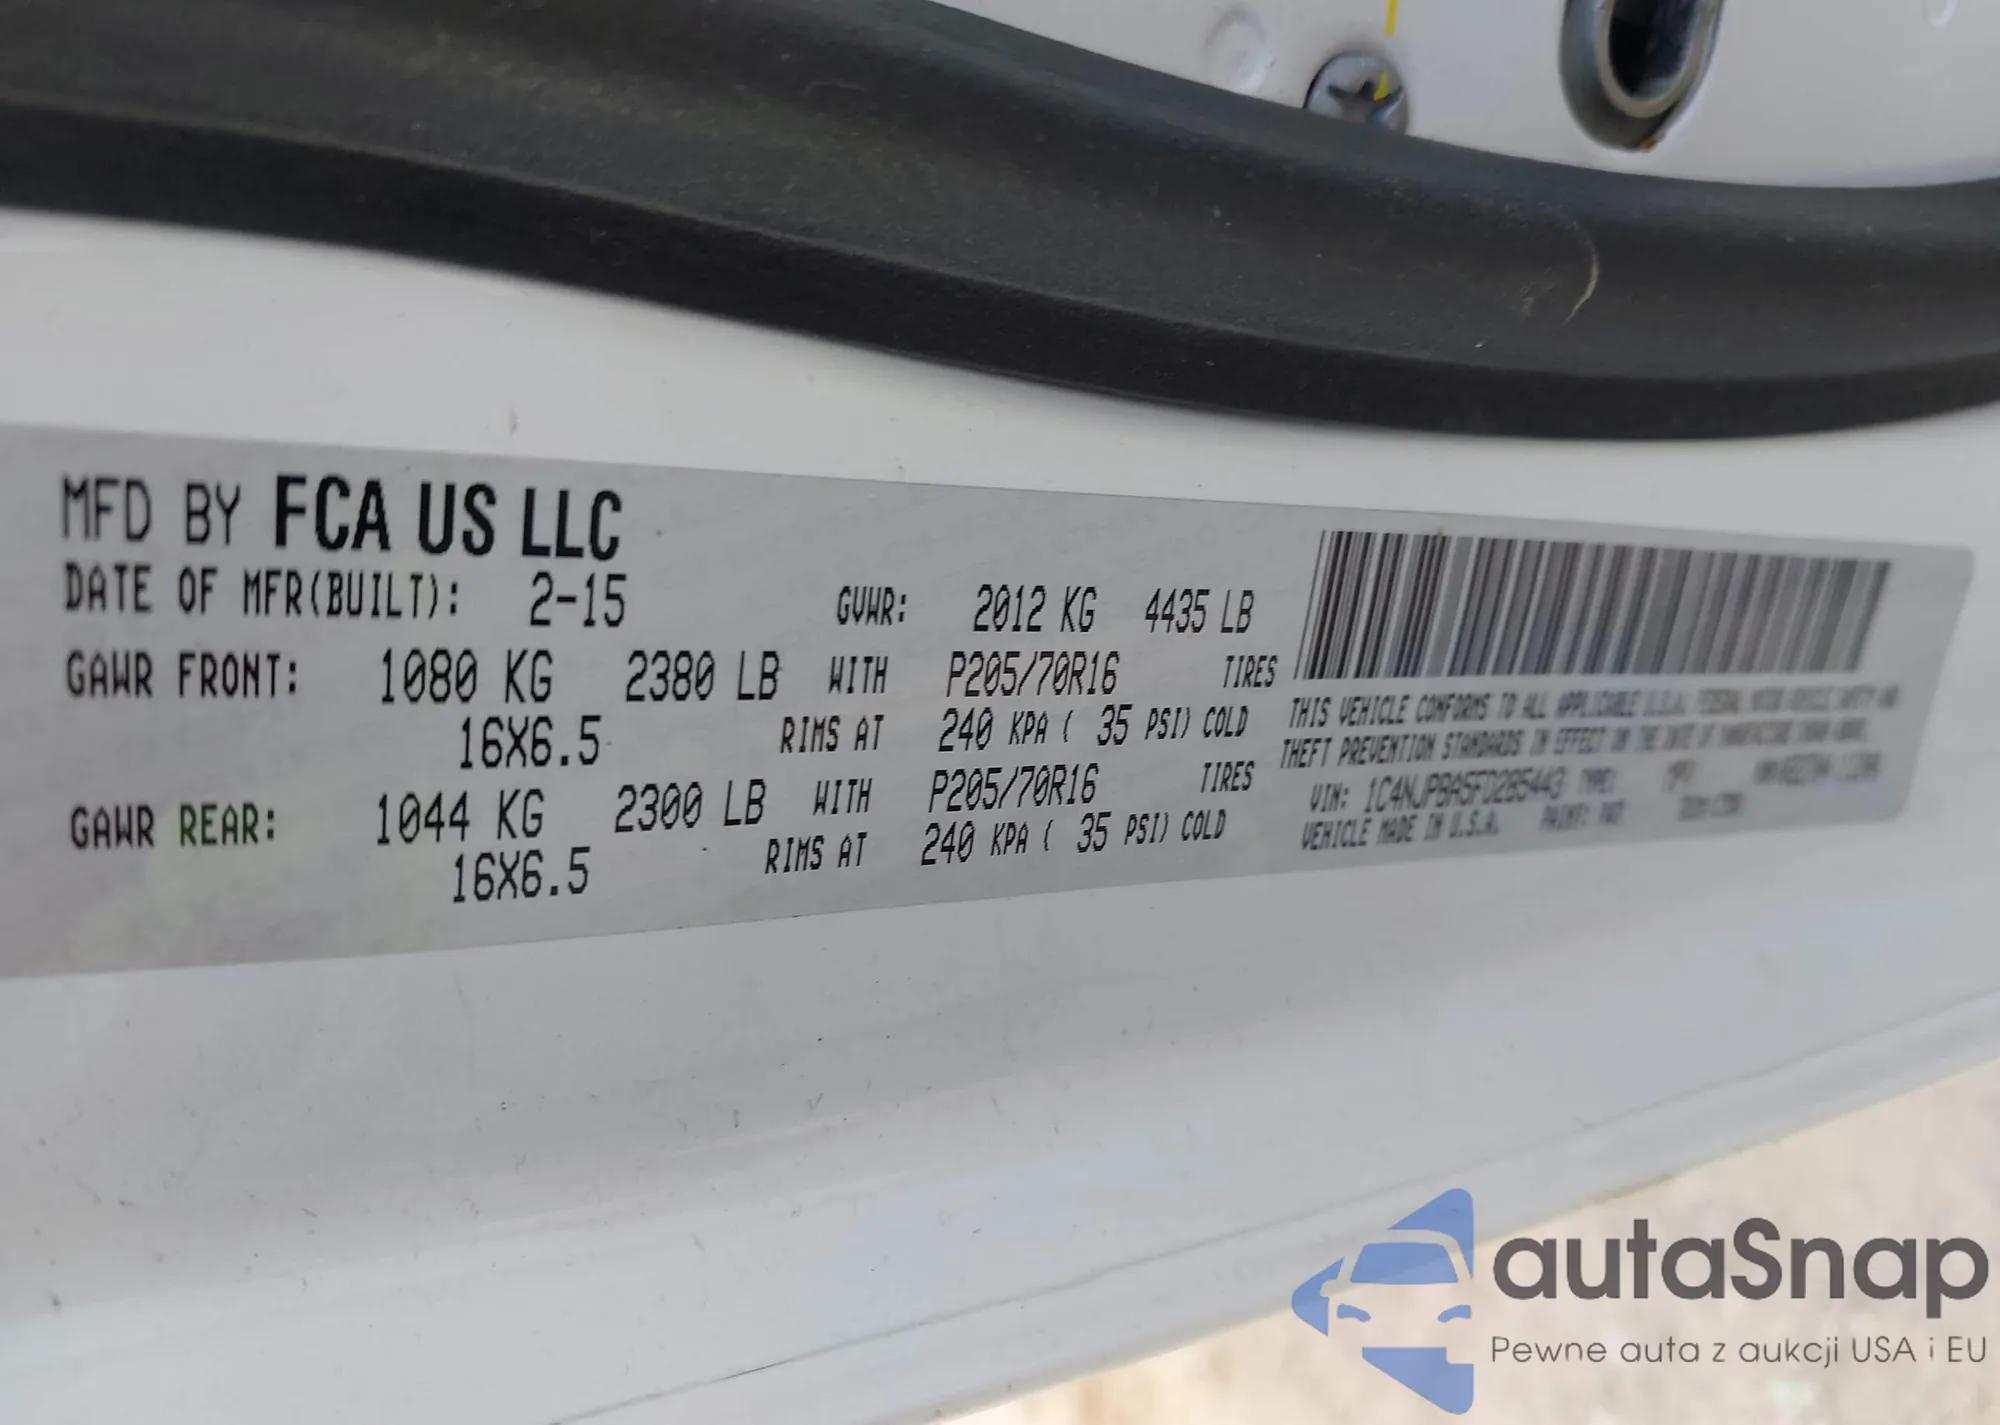 MFD BY FCA US LLC
DATE OF MFR(BUILT): 2-15 GVWR: 2012 KG 4435 LB
GAWR FRONT: 1080 KG 2380 LB WITH P205/70R16 TIRES
16X6.5 RIMS AT 240 KPA ( 35 PSI) COLD
GAWR REAR: 1044 KG 2300 LB WITH P205/70R16 TIRES
16X6.5 RIMS AT 240 KPA ( 35 PSI) COLD
THIS VEHICLE CONFORMS TO ALL APPLICABLE U.S.A. FEDERAL MOTOR VEHICLE SAFETY AND
THEFT PREVENTION STANDARDS IN EFFECT ON THE DATE OF MANUFACTURE SHOWN ABOVE.
VIN: 1C4NJPBA5FD285443 TYPE: MPV
VEHICLE MADE IN U.S.A. PAINT: PW7
autaSnap
Pewne auta z aukcji USA i EU